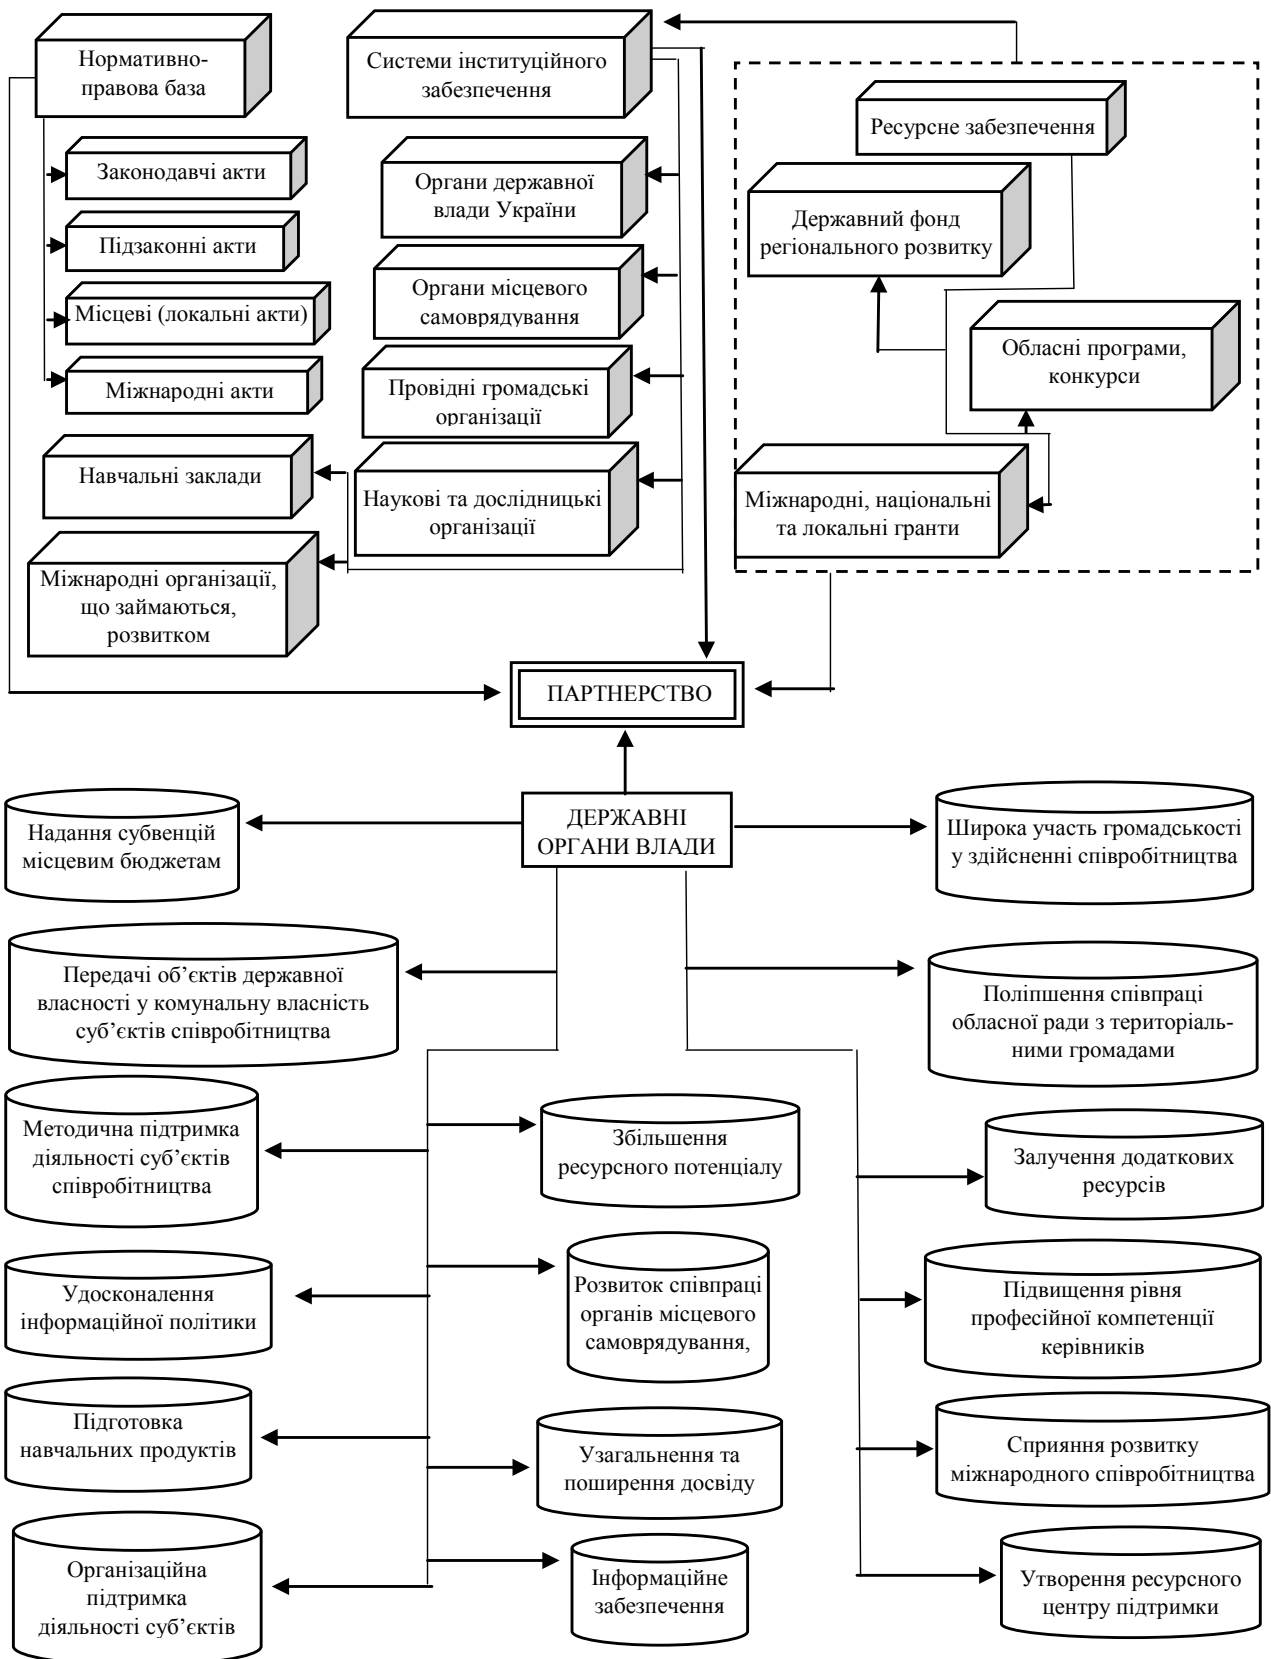 Нормативно-
правова база
Системи інституційного
забезпечення
Ресурсне забезпечення
Законодавчі акти
Підзаконні акти
Місцеві (локальні акти)
Міжнародні акти
Навчальні заклади
Міжнародні організації,
що займаються,
розвитком
Органи державної
влади України
Органи місцевого
самоврядування
Провідні громадські
організації
Наукові та дослідницькі
організації
Державний фонд
регіонального розвитку
Обласні програми,
конкурси
Міжнародні, національні
та локальні гранти
ПАРТНЕРСТВО
ДЕРЖАВНІ
ОРГАНИ ВЛАДИ
Надання субвенцій
місцевим бюджетам
Широка участь громадськості
у здійсненні співробітництва
Передачі об’єктів державної
власності у комунальну власність
суб’єктів співробітництва
Поліпшення співпраці
обласної ради з територіаль-
ними громадами
Методична підтримка
діяльності суб’єктів
співробітництва
Збільшення
ресурсного потенціалу
Залучення додаткових
ресурсів
Удосконалення
інформаційної політики
Розвиток співпраці
органів місцевого
самоврядування,
Підвищення рівня
професійної компетенції
керівників
Підготовка
навчальних продуктів
Узагальнення та
поширення досвіду
Сприяння розвитку
міжнародного співробітництва
Організаційна
підтримка
діяльності суб’єктів
Інформаційне
забезпечення
Утворення ресурсного
центру підтримки